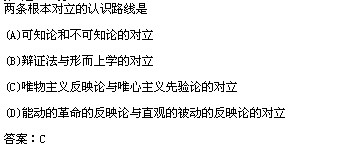 两条根本对立的认识路线是
(A)可知论和不可知论的对立
(B)辩证法与形而上学的对立
(C)唯物主义反映论与唯心主义先验论的对立
(D)能动的革命的反映论与直观的被动的反映论的对立
答案：C